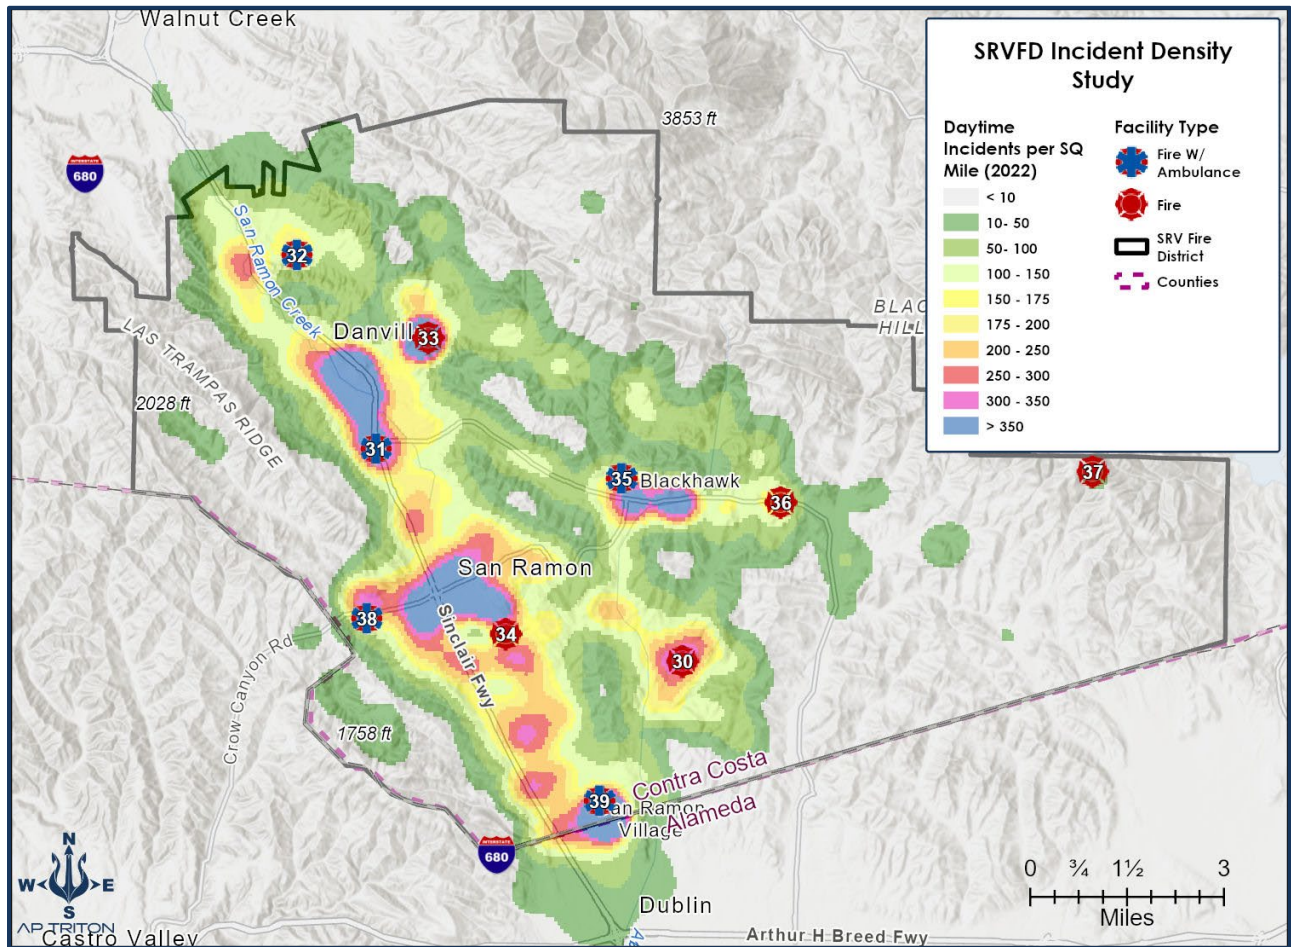 Walnut Creek
SRVFD Incident Density
Study
Daytime
Incidents per SQ
Mile (2022)
< 10
10- 50
50- 100
100 - 150
150 - 175
175 - 200
200 - 250
250 - 300
300 - 350
> 350
Facility Type
Fire W/
Ambulance
Fire
SRV Fire
District
Counties
3853 ft
INTERSTATE
680
San Ramon Creek
32
Danvill
33
BLAC
HILL
LAS TRAMPAS RIDGE
2028 ft
31
35
Blackhawk
36
37
San Ramon
38
34
Sinclair Fwy
30
Crow Canyon Rd
1758 ft
Contra Costa
39
an Ramon
Village
Alameda
INTERSTATE
680
N
W
E
S
AP TRITON
Castro Valley
Dublin
Arthur H Breed Fwy
0 ¾ 1½ 3
Miles